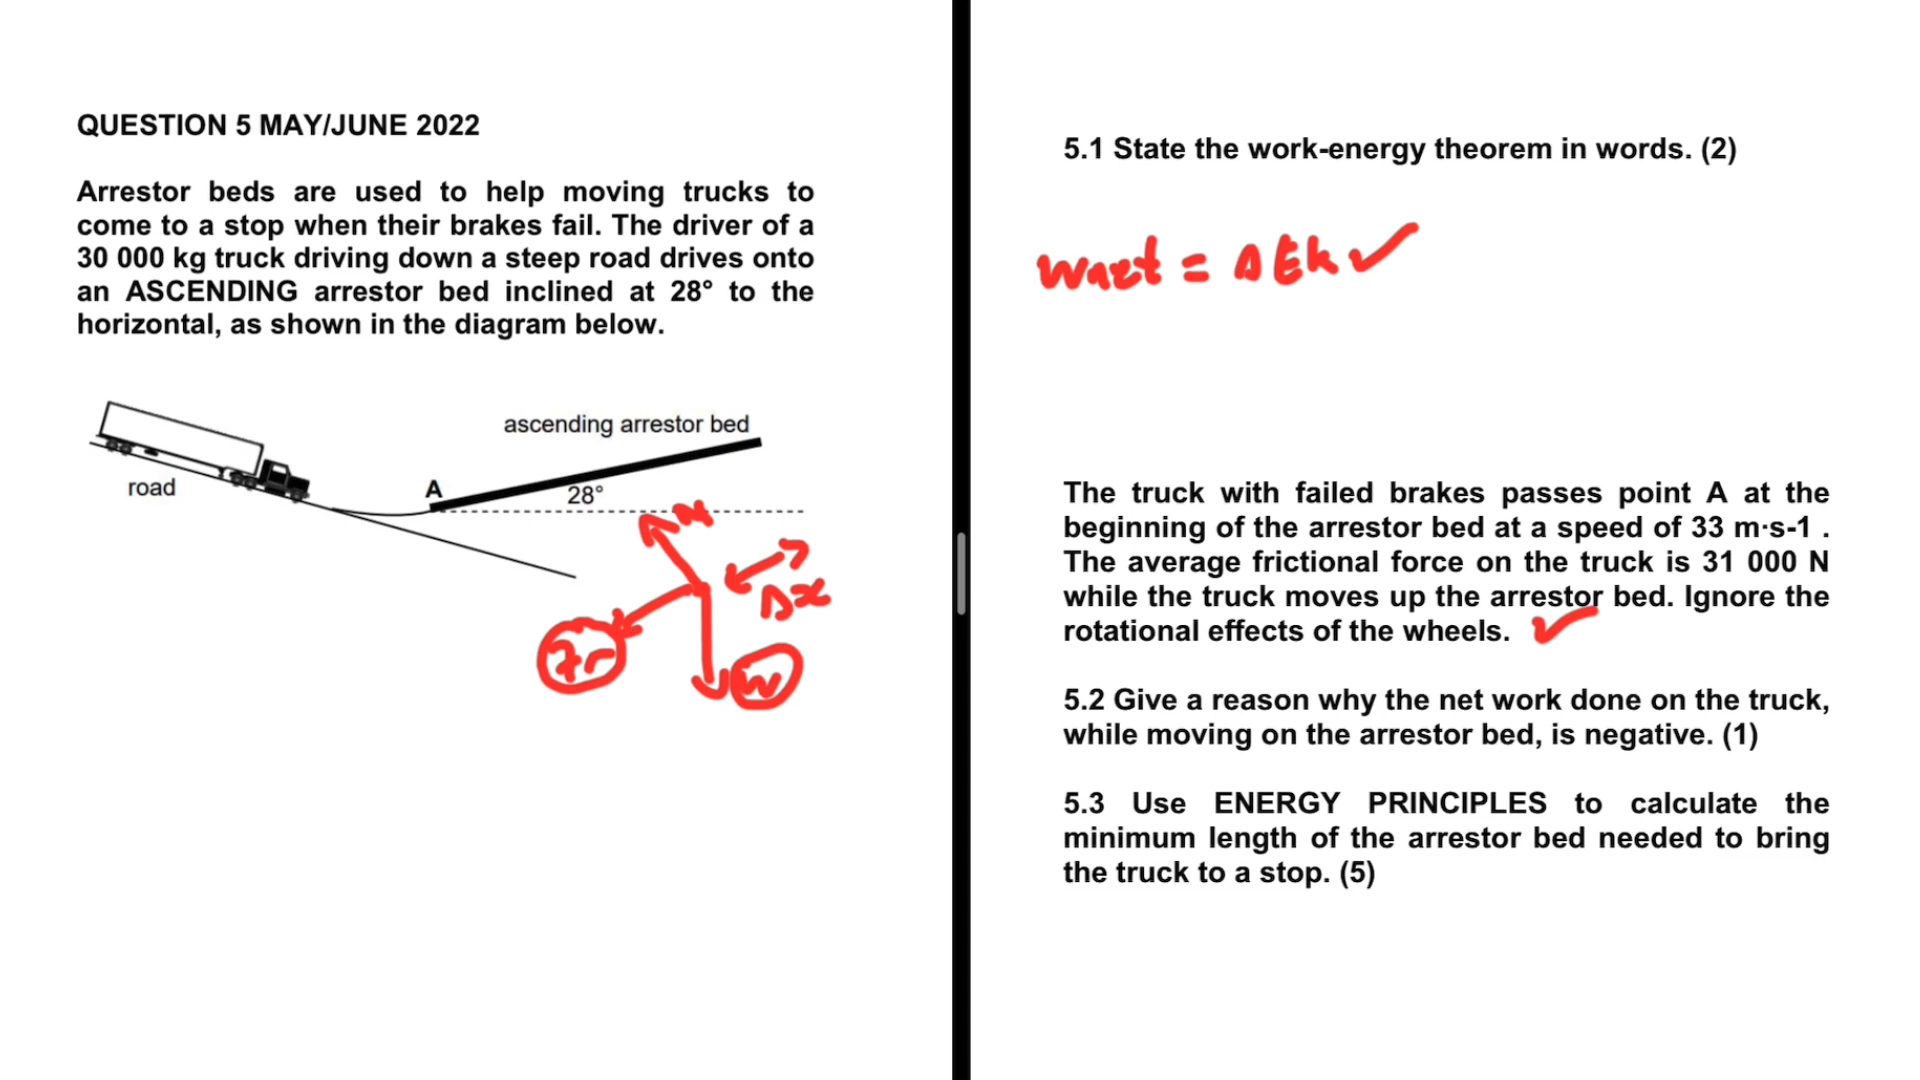 QUESTION 5 MAY/JUNE 2022
Arrestor beds are used to help moving trucks to
come to a stop when their brakes fail. The driver of a
30 000 kg truck driving down a steep road drives onto
an ASCENDING arrestor bed inclined at 28° to the
horizontal, as shown in the diagram below.
ascending arrestor bed
road
A
28°
N
Δx
fr
W
5.1 State the work-energy theorem in words. (2)
Wnet = ΔEk
The truck with failed brakes passes point A at the
beginning of the arrestor bed at a speed of 33 m·s-1 .
The average frictional force on the truck is 31 000 N
while the truck moves up the arrestor bed. Ignore the
rotational effects of the wheels.
5.2 Give a reason why the net work done on the truck,
while moving on the arrestor bed, is negative. (1)
5.3 Use ENERGY PRINCIPLES to calculate the
minimum length of the arrestor bed needed to bring
the truck to a stop. (5)